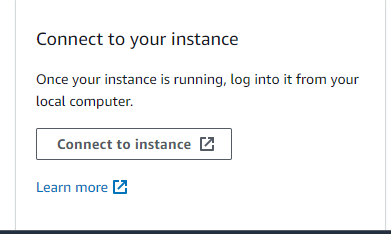 Connect to your instance
Once your instance is running, log into it from your
local computer.
Connect to instance
Learn more